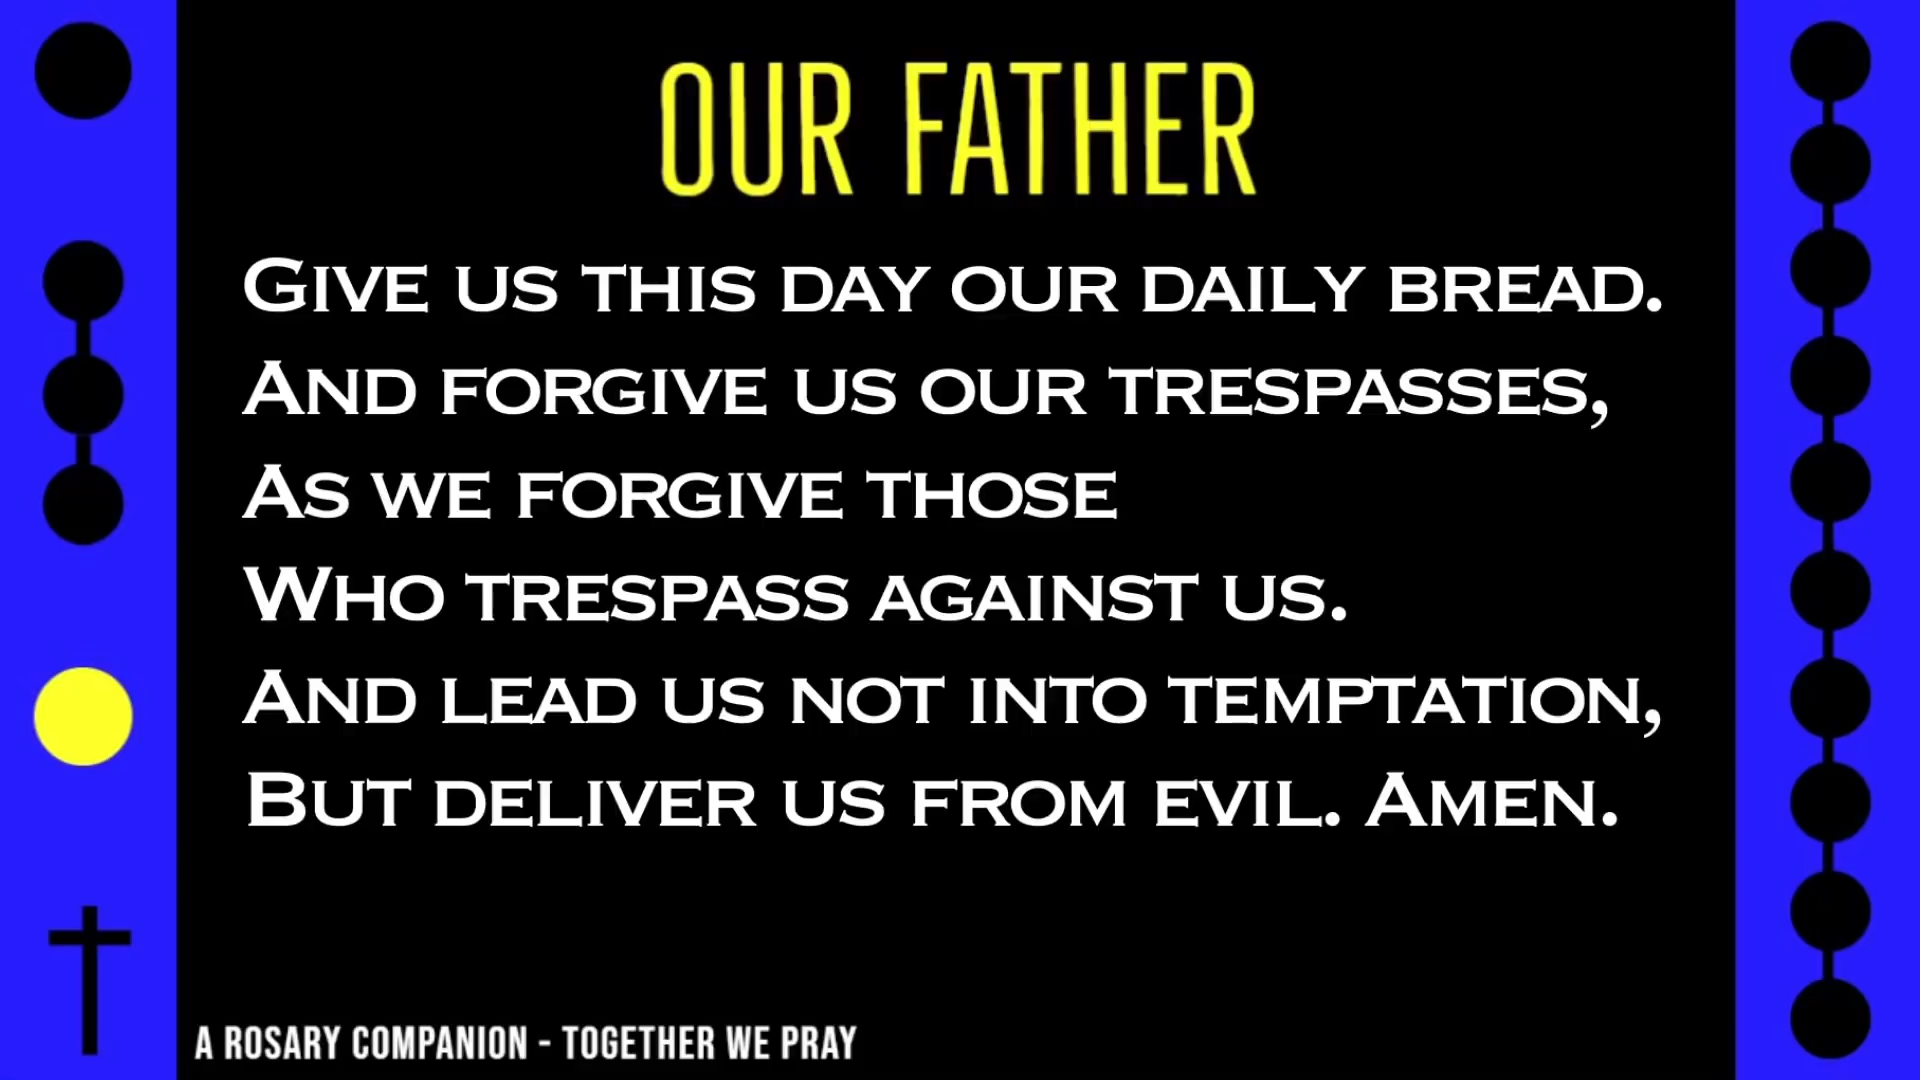 OUR FATHER
Give us this day our daily bread.
And forgive us our trespasses,
As we forgive those
Who trespass against us.
And lead us not into temptation,
But deliver us from evil. Amen.
A ROSARY COMPANION - TOGETHER WE PRAY